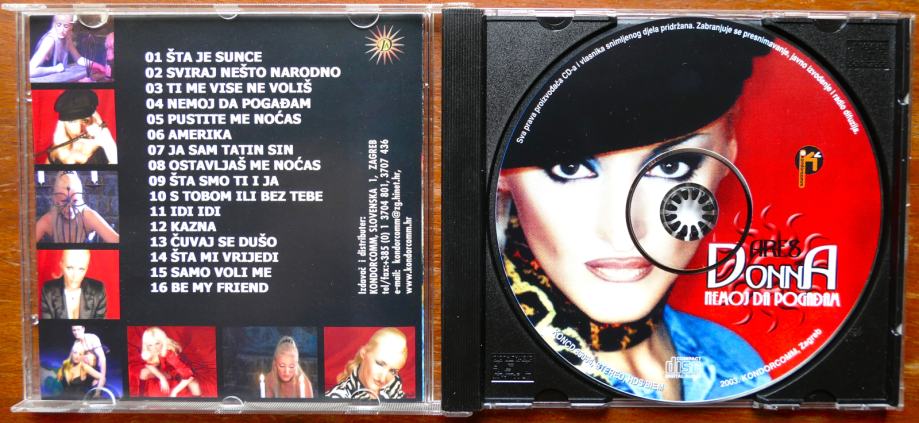 01 ŠTA JE SUNCE
02 SVIRAJ NEŠTO NARODNO
03 TI ME VISE NE VOLIŠ
04 NEMOJ DA POGAĐAM
05 PUSTITE ME NOĆAS
06 AMERIKA
07 JA SAM TATIN SIN
08 OSTAVLJAŠ ME NOĆAS
09 ŠTA SMO TI I JA
10 S TOBOM ILI BEZ TEBE
11 IDI IDI
12 KAZNA
13 ČUVAJ SE DUŠO
14 ŠTA MI VRIJEDI
15 SAMO VOLI ME
16 BE MY FRIEND
Izdavač i distributer:
KONDORCOMM, SLOVENSKA 1, ZAGREB
tel/fax:+385 (0) 1 3704 801, 3707 436
e-mail: kondorcomm@zg.hinet.hr,
www.kondorcomm.hr
Sva prava proizvođača CD-a i vlasnika snimljenog djela pridržana. Zabranjuje se presnimavanje, javno izvođenje i radio difuzija.
ARES
DONNA
NEMOJ DA POGAĐAM
STEREO,
COMPACT
disc
DIGITAL AUDIO
2003. KONDORCOMM, Zagreb